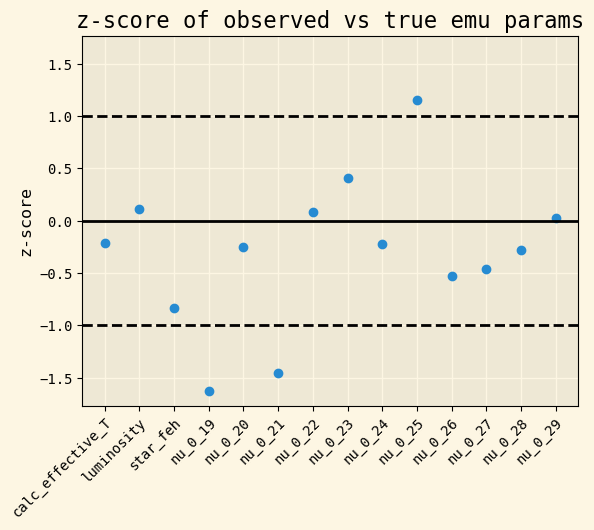 z-score of observed vs true emu params
z-score
1.5
1.0
0.5
0.0
−0.5
−1.0
−1.5
calc_effective_T
luminosity
star_feh
nu_0_19
nu_0_20
nu_0_21
nu_0_22
nu_0_23
nu_0_24
nu_0_25
nu_0_26
nu_0_27
nu_0_28
nu_0_29